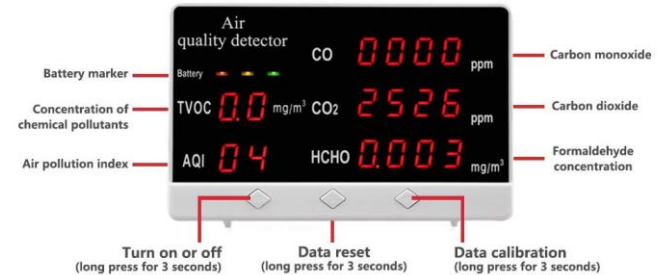 Air
quality detector
Battery
TVOC 0.0 mg/m³
AQI 04
CO 0000 ppm
CO₂ 2526 ppm
HCHO 0.003 mg/m³
Battery marker
Concentration of
chemical pollutants
Air pollution index
Carbon monoxide
Carbon dioxide
Formaldehyde
concentration
Turn on or off
(long press for 3 seconds)
Data reset
(long press for 3 seconds)
Data calibration
(long press for 3 seconds)